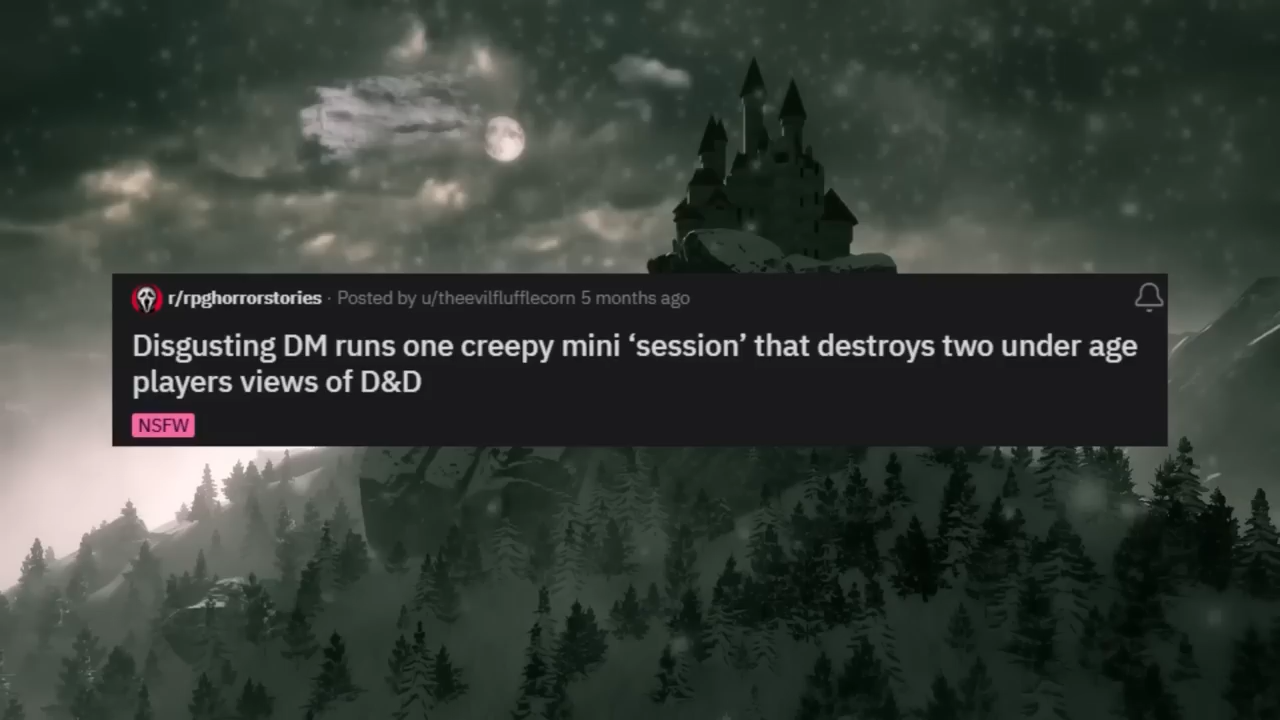 r/rpghorrorstories · Posted by u/theevilflufflecorn 5 months ago
Disgusting DM runs one creepy mini ‘session’ that destroys two under age
players views of D&D
NSFW